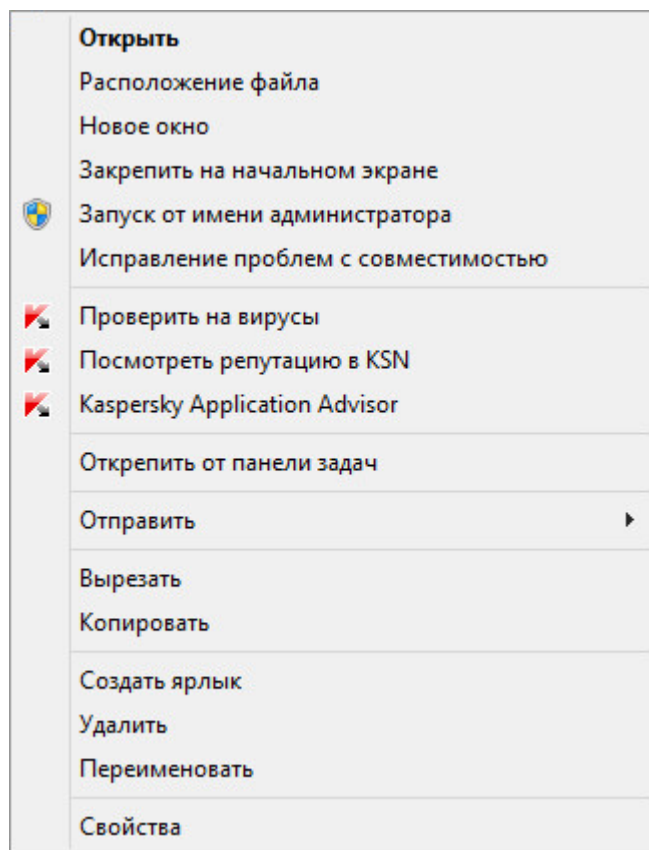 Открыть
Расположение файла
Новое окно
Закрепить на начальном экране
Запуск от имени администратора
Исправление проблем с совместимостью
Проверить на вирусы
Посмотреть репутацию в KSN
Kaspersky Application Advisor
Открепить от панели задач
Отправить
Вырезать
Копировать
Создать ярлык
Удалить
Переименовать
Свойства